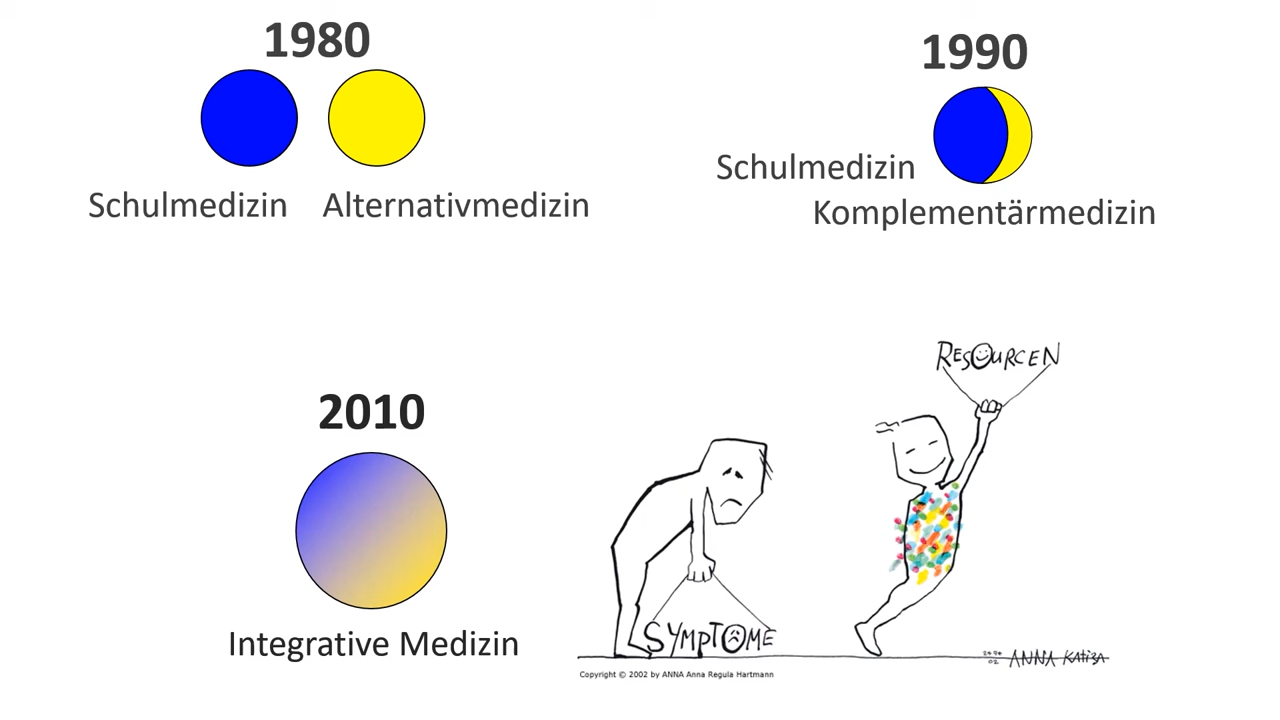 1980
Schulmedizin
Alternativmedizin
1990
Schulmedizin
Komplementärmedizin
2010
Integrative Medizin
RESOURCEN
SYMPTOME
ANNA KATiZA
Copyright © 2002 by ANNA Anna Regula Hartmann